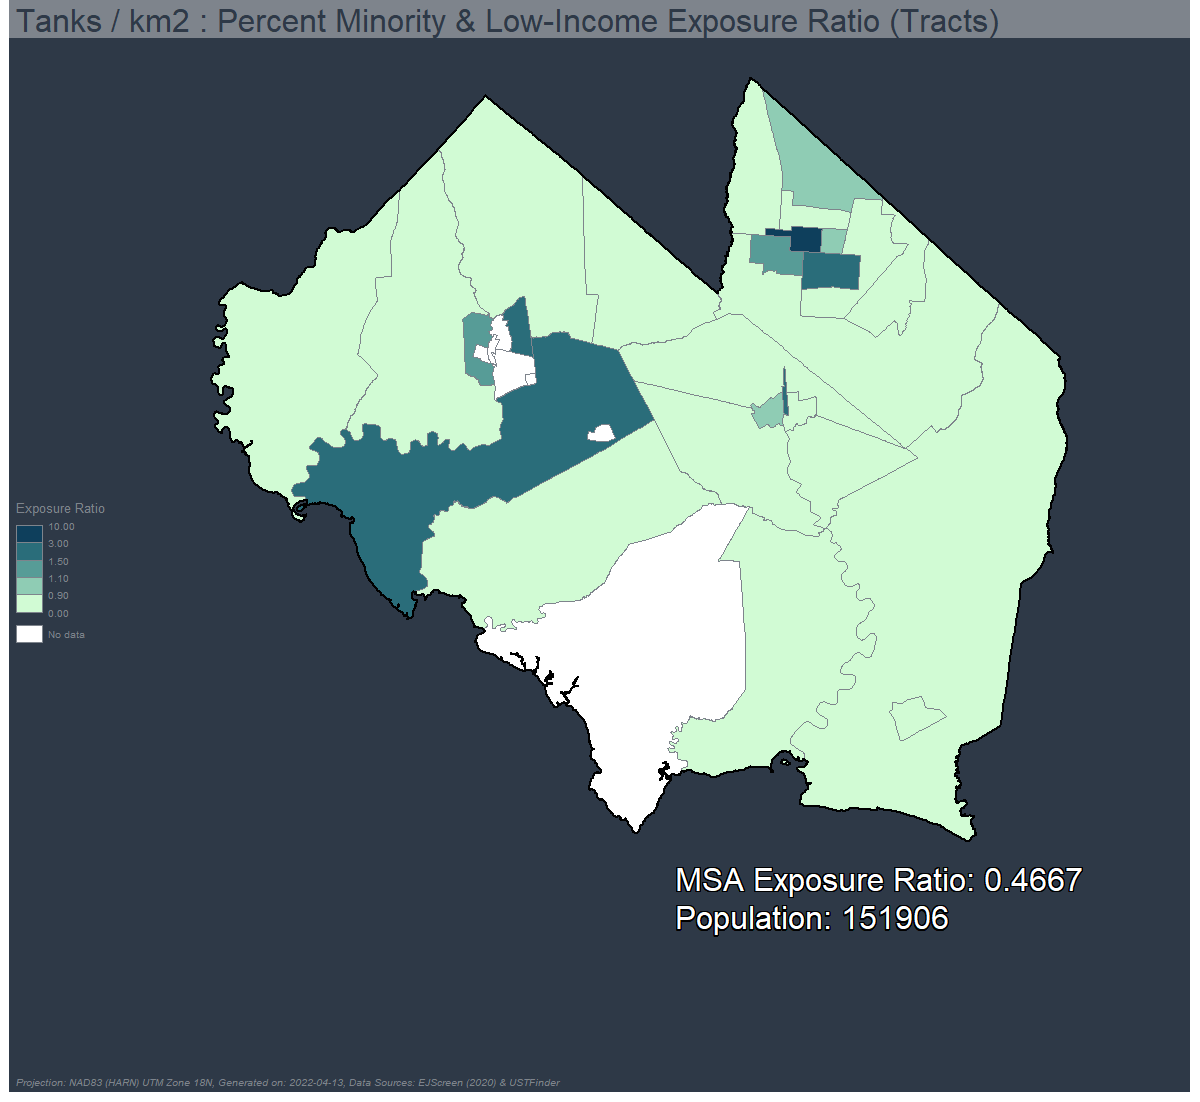 Tanks / km2 : Percent Minority & Low-Income Exposure Ratio (Tracts)
Exposure Ratio
10.00
3.00
1.50
1.10
0.90
0.00
No data
MSA Exposure Ratio: 0.4667
Population: 151906
Projection: NAD83 (HARN) UTM Zone 18N, Generated on: 2022-04-13, Data Sources: EJScreen (2020) & USTFinder